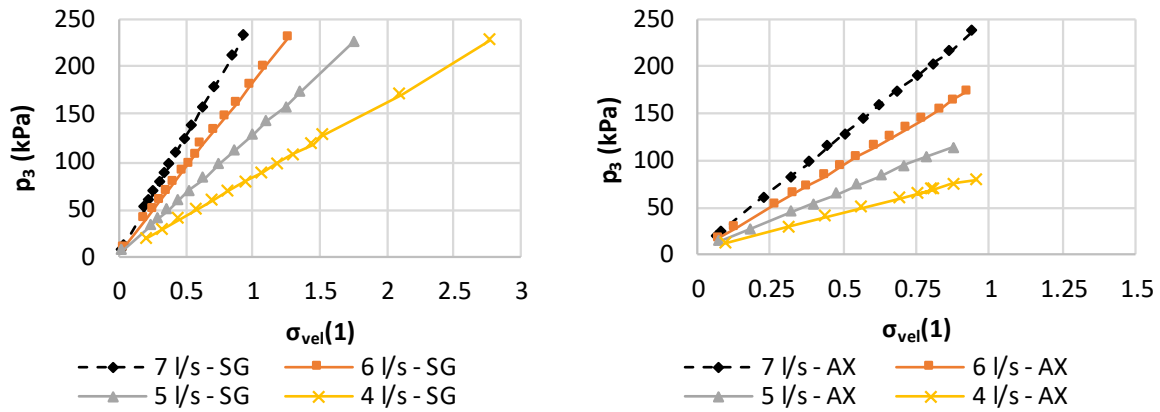 250
200
150
100
50
0
p₃ (kPa)
0 0.5 1 1.5 2 2.5 3
σvel(1)
7 l/s - SG 6 l/s - SG
5 l/s - SG 4 l/s - SG
250
200
150
100
50
0
p₃ (kPa)
0 0.25 0.5 0.75 1 1.25 1.5
σvel(1)
7 l/s - AX 6 l/s - AX
5 l/s - AX 4 l/s - AX